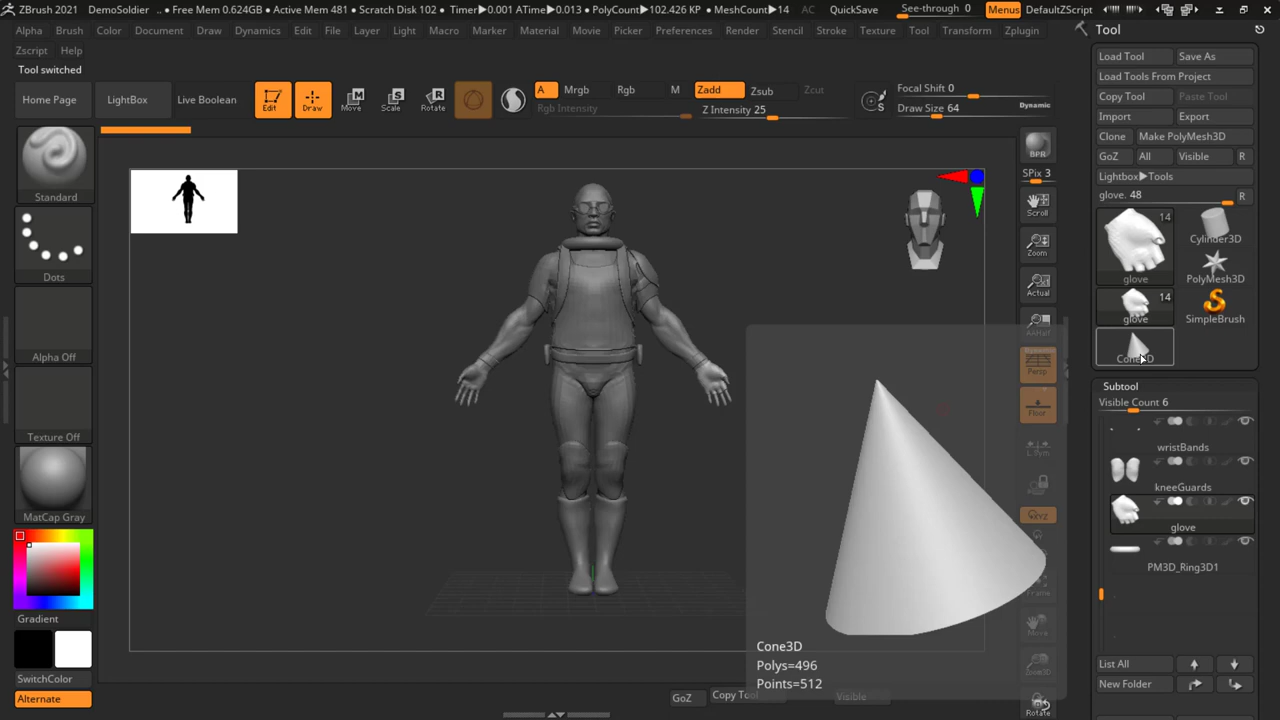 ZBrush 2021 DemoSoldier • Free Mem 0.624GB • Active Mem 481 • Scratch Disk 102 • Timer▶0.001 ATime▶0.013 • PolyCount▶102.426 KP • MeshCount▶14 AC QuickSave See-through 0 Menus DefaultZScript
Alpha Brush Color Document Draw Dynamics Edit File Layer Light Macro Marker Material Movie Picker Preferences Render Stencil Stroke Texture Tool Transform Zplugin
Zscript Help
Tool switched
Home Page LightBox Live Boolean
Edit Draw Move Scale Rotate
A Mrgb Rgb M Zadd Zsub Zcut
Rgb Intensity Z Intensity 25
Focal Shift 0
Draw Size 64 Dynamic
Standard
Dots
Alpha Off
Texture Off
MatCap Gray
Gradient
SwitchColor
Alternate
BPR
SPix 3
Scroll
Zoom
Actual
AAHalf
Dynamic
Persp
Floor
L.Sym
XYZ
Frame
Move
Zoom3D
Rotate
Cone3D
Polys=496
Points=512
GoZ Copy Tool Visible
Tool
Load Tool Save As
Load Tools From Project
Copy Tool Paste Tool
Import Export
Clone Make PolyMesh3D
GoZ All Visible R
Lightbox▶Tools
glove. 48 R
14
glove
Cylinder3D
PolyMesh3D
14
glove
SimpleBrush
Cone3D
Subtool
Visible Count 6
wristBands
kneeGuards
glove
PM3D_Ring3D1
List All
New Folder